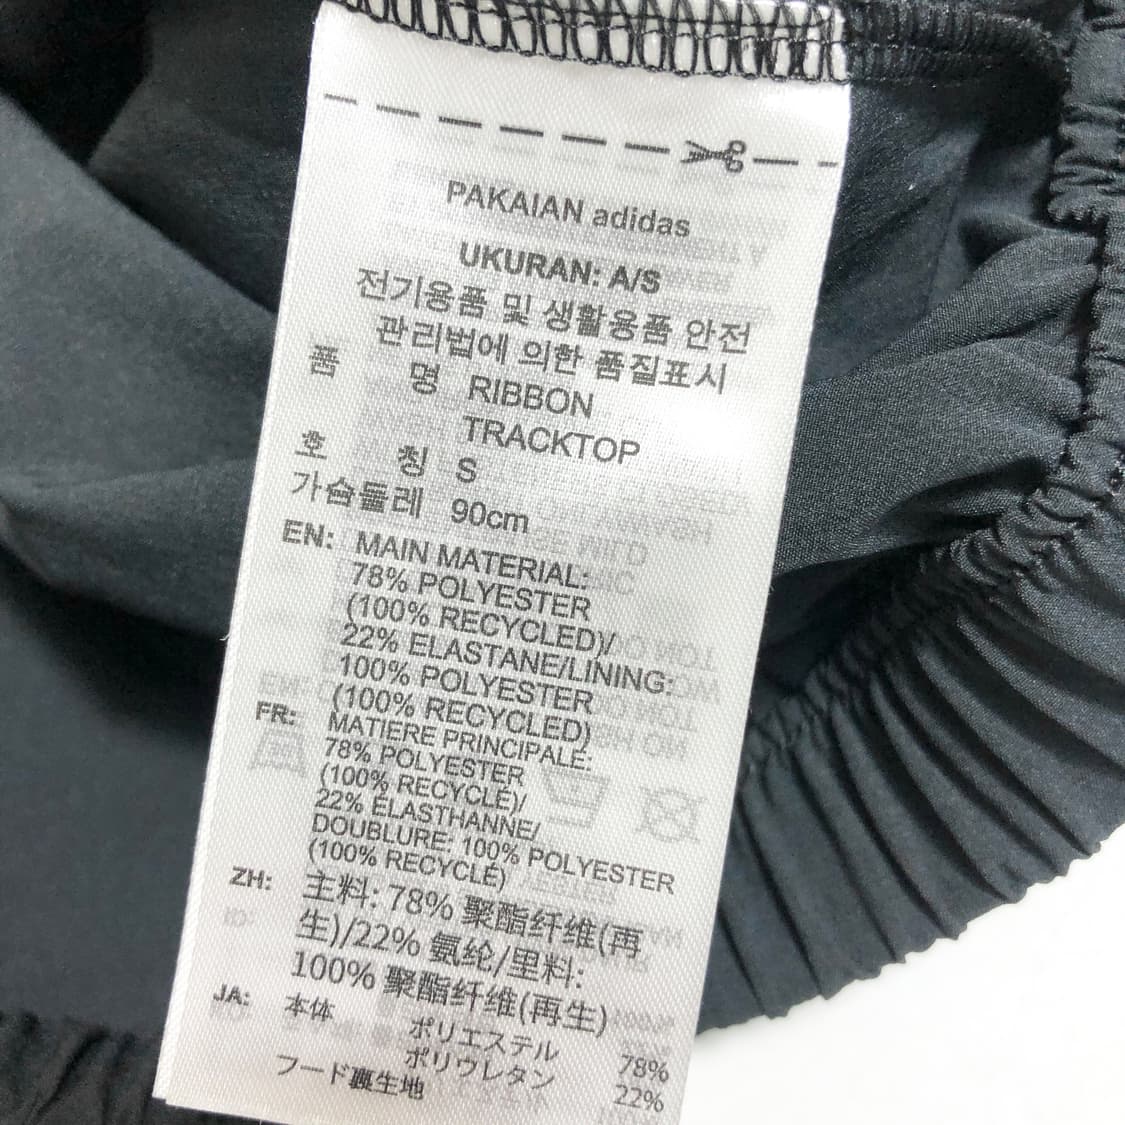 PAKAIAN adidas
UKURAN: A/S
전기용품 및 생활용품 안전
관리법에 의한 품질표시
품 명 RIBBON
TRACKTOP
호 칭 S
가슴둘레 90cm
EN: MAIN MATERIAL:
78% POLYESTER
(100% RECYCLED)/
22% ELASTANE/LINING:
100% POLYESTER
(100% RECYCLED)
FR: MATIERE PRINCIPALE:
78% POLYESTER
(100% RECYCLÉ)/
22% ÉLASTHANNE/
DOUBLURE: 100% POLYESTER
(100% RECYCLÉ)
ZH: 主料: 78% 聚酯纤维(再
生)/22% 氨纶/里料:
100% 聚酯纤维(再生)
JA: 本体 ポリエステル 78%
ポリウレタン 22%
フード裏生地